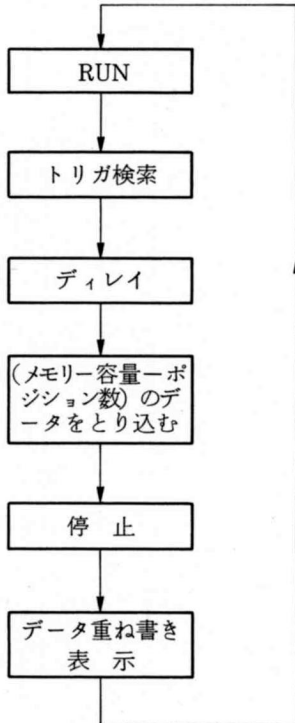 RUN
トリガ検索
ディレイ
(メモリー容量ーポ
ジション数)のデ
ータをとり込む
停 止
データ重ね書き
表 示